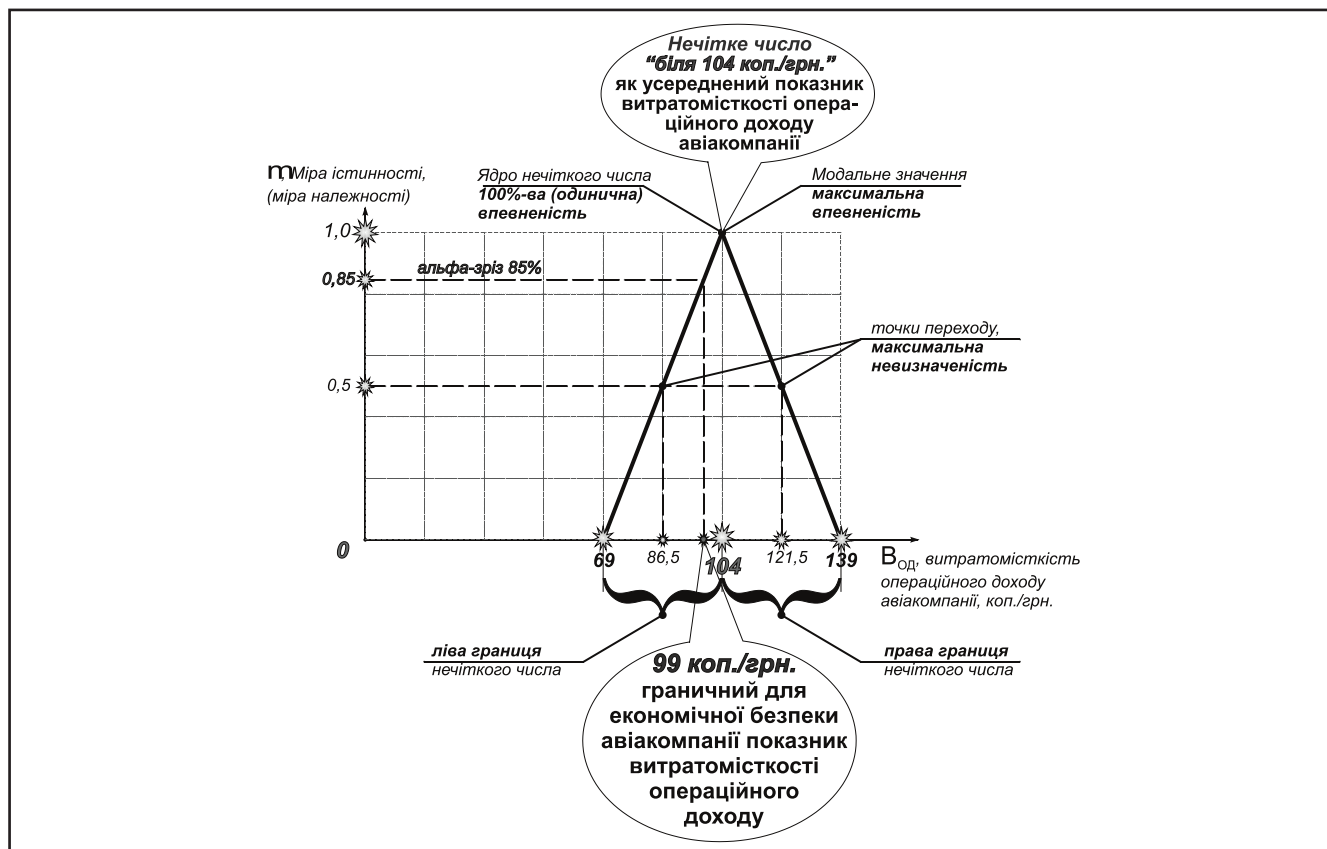 Нечітке число
“біля 104 коп./грн.”
як усереднений показник
витратомісткості опера-
ційного доходу
авіакомпанії
m, Міра істинності,
(міра належності)
Ядро нечіткого числа
100%-ва (одинична)
впевненість
Модальне значення
максимальна
впевненість
1,0
0,85
альфа-зріз 85%
точки переходу,
максимальна
невизначеність
0,5
0
69
86,5
104
121,5
139
ВОД, витратомісткість
операційного доходу
авіакомпанії, коп./грн.
ліва границя
нечіткого числа
права границя
нечіткого числа
99 коп./грн.
граничний для
економічної безпеки
авіакомпанії показник
витратомісткості
операційного
доходу